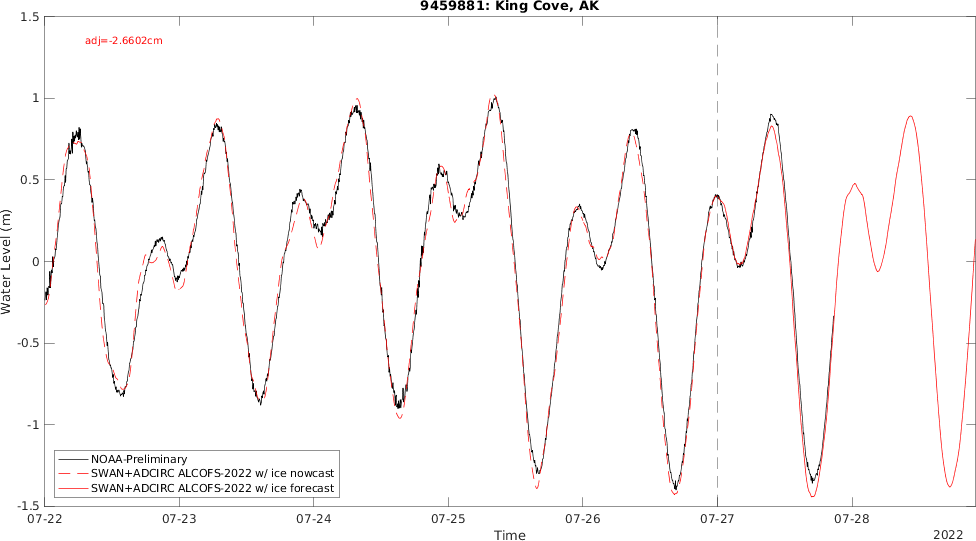 9459881: King Cove, AK
adj=-2.6602cm
1.5
1
0.5
0
-0.5
-1
-1.5
Water Level (m)
NOAA-Preliminary
SWAN+ADCIRC ALCOFS-2022 w/ ice nowcast
SWAN+ADCIRC ALCOFS-2022 w/ ice forecast
07-22 07-23 07-24 07-25 07-26 07-27 07-28
Time
2022